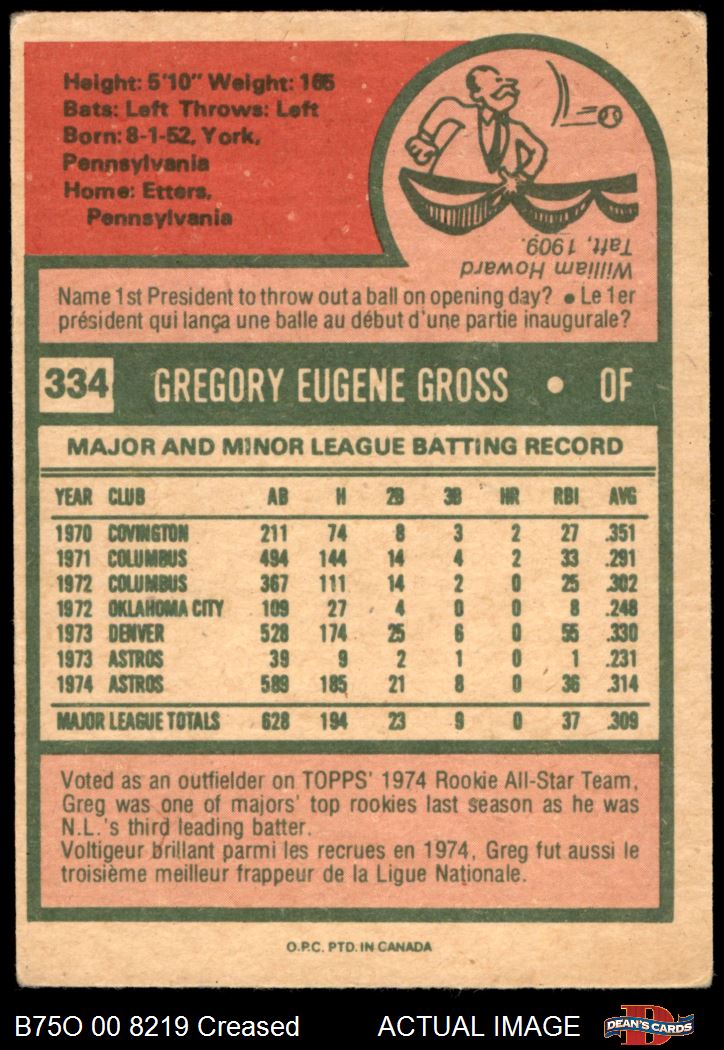 Height: 5'10" Weight: 165
Bats: Left Throws: Left
Born: 8-1-52, York,
Pennsylvania
Home: Etters,
Pennsylvania
William Howard
Taft, 1909.
Name 1st President to throw out a ball on opening day? ● Le 1er
président qui lança une balle au début d'une partie inaugurale?
334 GREGORY EUGENE GROSS • OF
MAJOR AND MINOR LEAGUE BATTING RECORD
YEAR CLUB AB H 2B 3B HR RBI AVG
1970 COVINGTON 211 74 8 3 2 27 .351
1971 COLUMBUS 494 144 14 4 2 33 .291
1972 COLUMBUS 367 111 14 2 0 25 .302
1972 OKLAHOMA CITY 109 27 4 0 0 8 .248
1973 DENVER 528 174 25 6 0 55 .330
1973 ASTROS 39 9 2 1 0 1 .231
1974 ASTROS 589 185 21 8 0 36 .314
MAJOR LEAGUE TOTALS 628 194 23 9 0 37 .309
Voted as an outfielder on TOPPS' 1974 Rookie All-Star Team,
Greg was one of majors' top rookies last season as he was
N.L.'s third leading batter.
Voltigeur brillant parmi les recrues en 1974, Greg fut aussi le
troisième meilleur frappeur de la Ligue Nationale.
O.P.C. PTD. IN CANADA
B75O 00 8219 Creased ACTUAL IMAGE DEAN'S CARDS